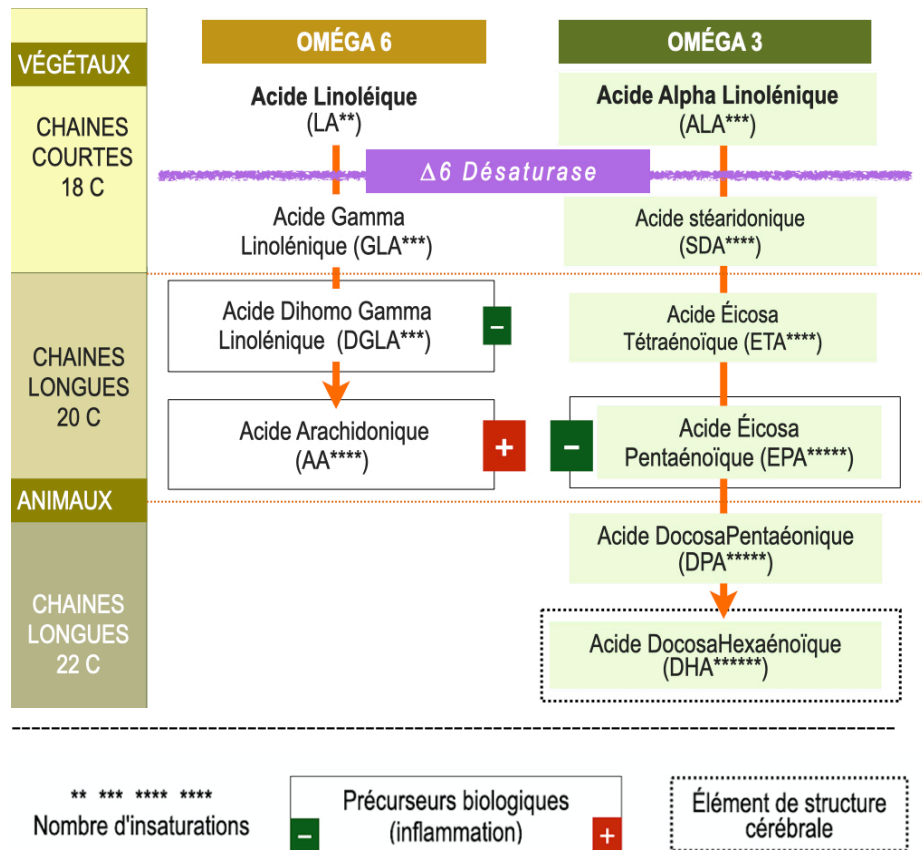 OMÉGA 6
OMÉGA 3
VÉGÉTAUX
CHAINES
COURTES
18 C
Acide Linoléique
(LA**)
Acide Alpha Linolénique
(ALA***)
Δ6 Désaturase
Acide Gamma
Linolénique (GLA***)
Acide stéaridonique
(SDA****)
CHAINES
LONGUES
20 C
Acide Dihomo Gamma
Linolénique (DGLA***)
−
Acide Éicosa
Tétraénoïque (ETA****)
Acide Arachidonique
(AA****)
+
−
Acide Éicosa
Pentaénoïque (EPA*****)
ANIMAUX
CHAINES
LONGUES
22 C
Acide DocosaPentaéonique
(DPA*****)
Acide DocosaHexaénoïque
(DHA******)
** *** **** ****
Nombre d'insaturations
Précurseurs biologiques
(inflammation)
−
+
Élément de structure
cérébrale